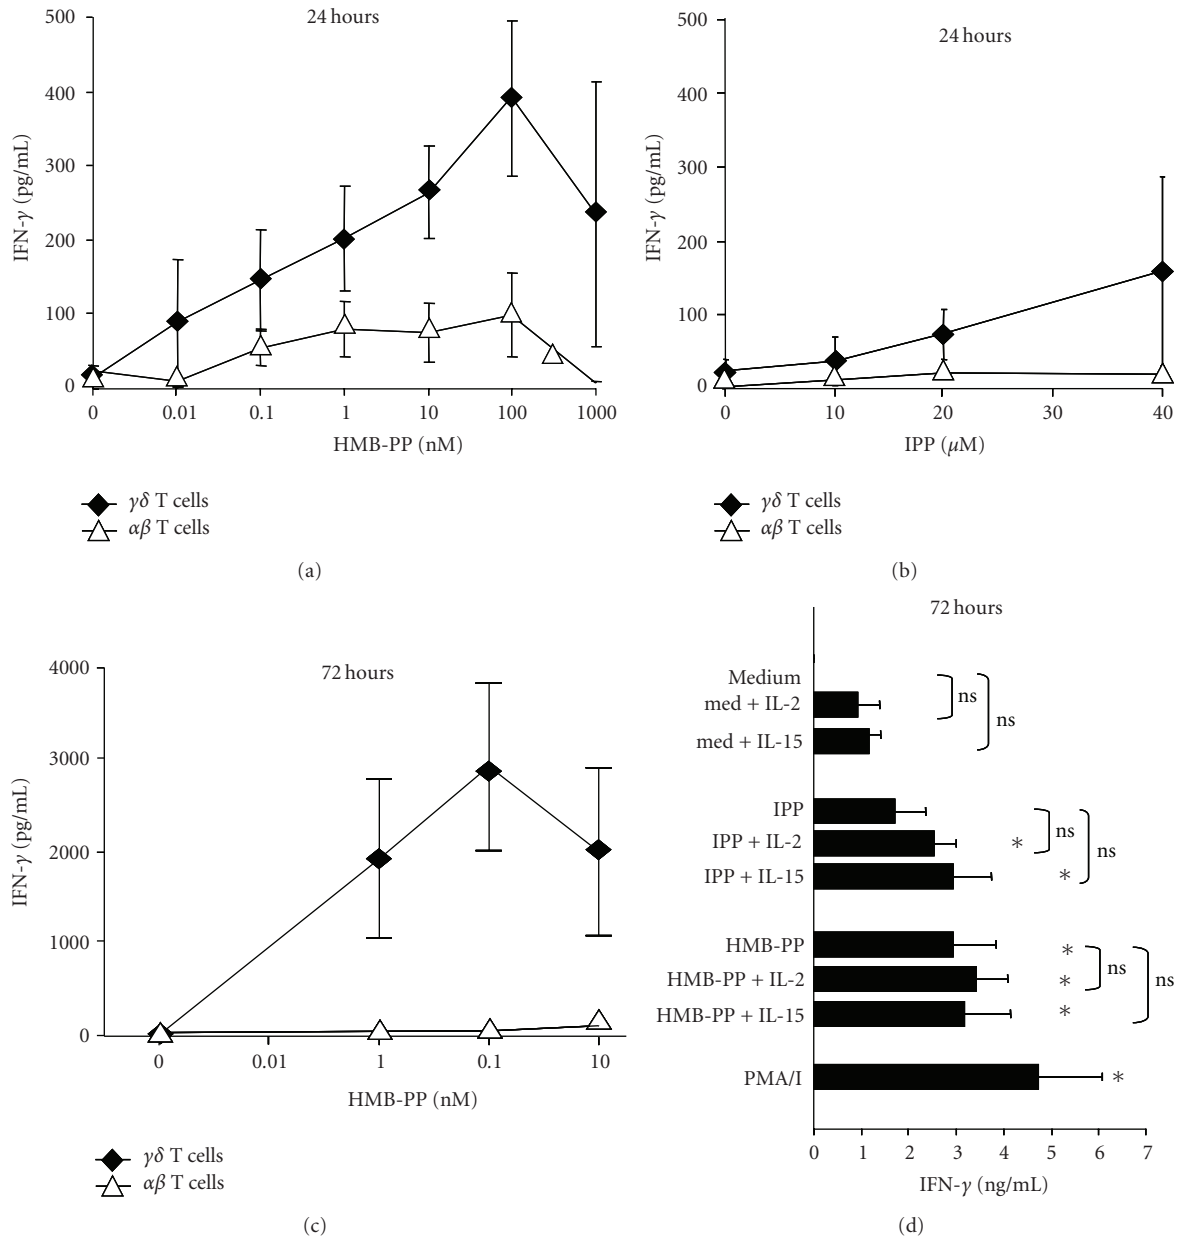 24 hours
500
400
300
200
100
0
IFN-γ (pg/mL)
0 0.01 0.1 1 10 100 1000
HMB-PP (nM)
γδ T cells
αβ T cells
(a)
24 hours
500
400
300
200
100
0
IFN-γ (pg/mL)
0 10 20 30 40
IPP (μM)
γδ T cells
αβ T cells
(b)
72 hours
4000
3000
2000
1000
0
IFN-γ (pg/mL)
0 0.01 1 0.1 10
HMB-PP (nM)
γδ T cells
αβ T cells
(c)
72 hours
Medium
med + IL-2 ns
med + IL-15 ns
IPP
IPP + IL-2 * ns
IPP + IL-15 * ns
HMB-PP *
HMB-PP + IL-2 * ns
HMB-PP + IL-15 * ns
PMA/I *
0 1 2 3 4 5 6 7
IFN-γ (ng/mL)
(d)